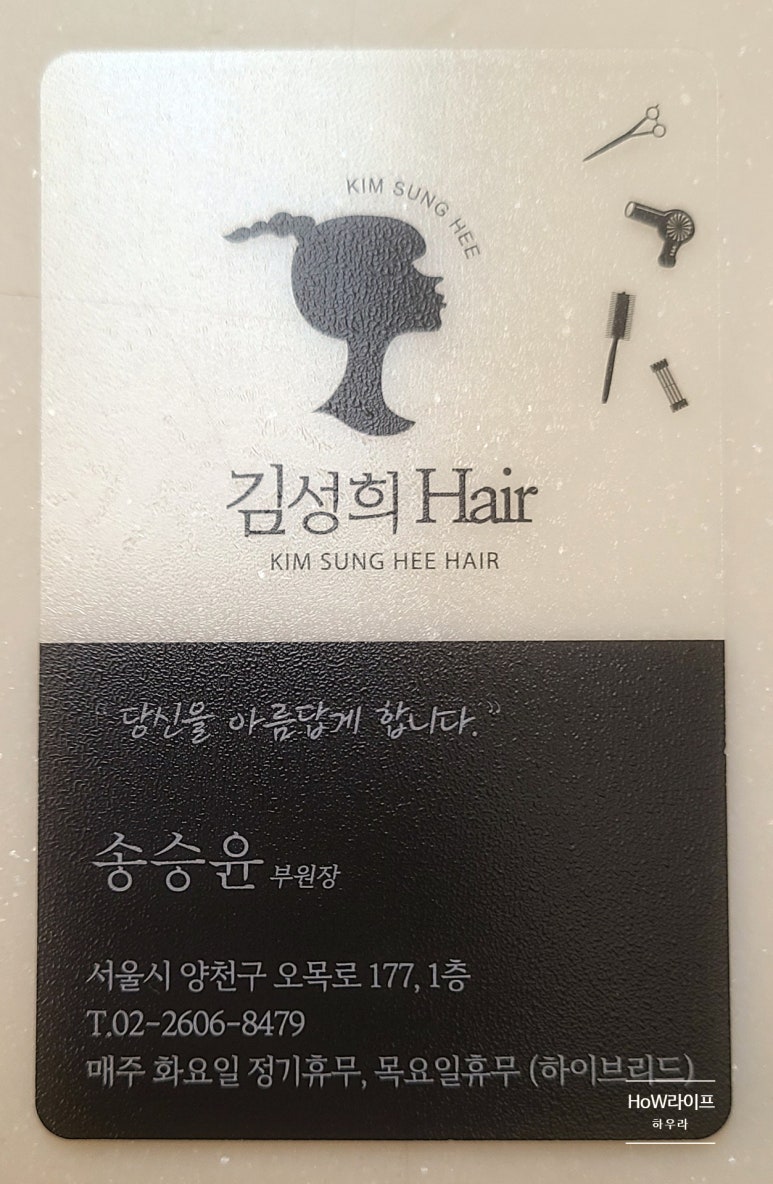 KIM SUNG HEE
김성희 Hair
KIM SUNG HEE HAIR
“당신을 아름답게 합니다.”
송승윤 부원장
서울시 양천구 오목로 177, 1층
T.02-2606-8479
매주 화요일 정기휴무, 목요일휴무 (하이브리드)
HoW라이프
하우라